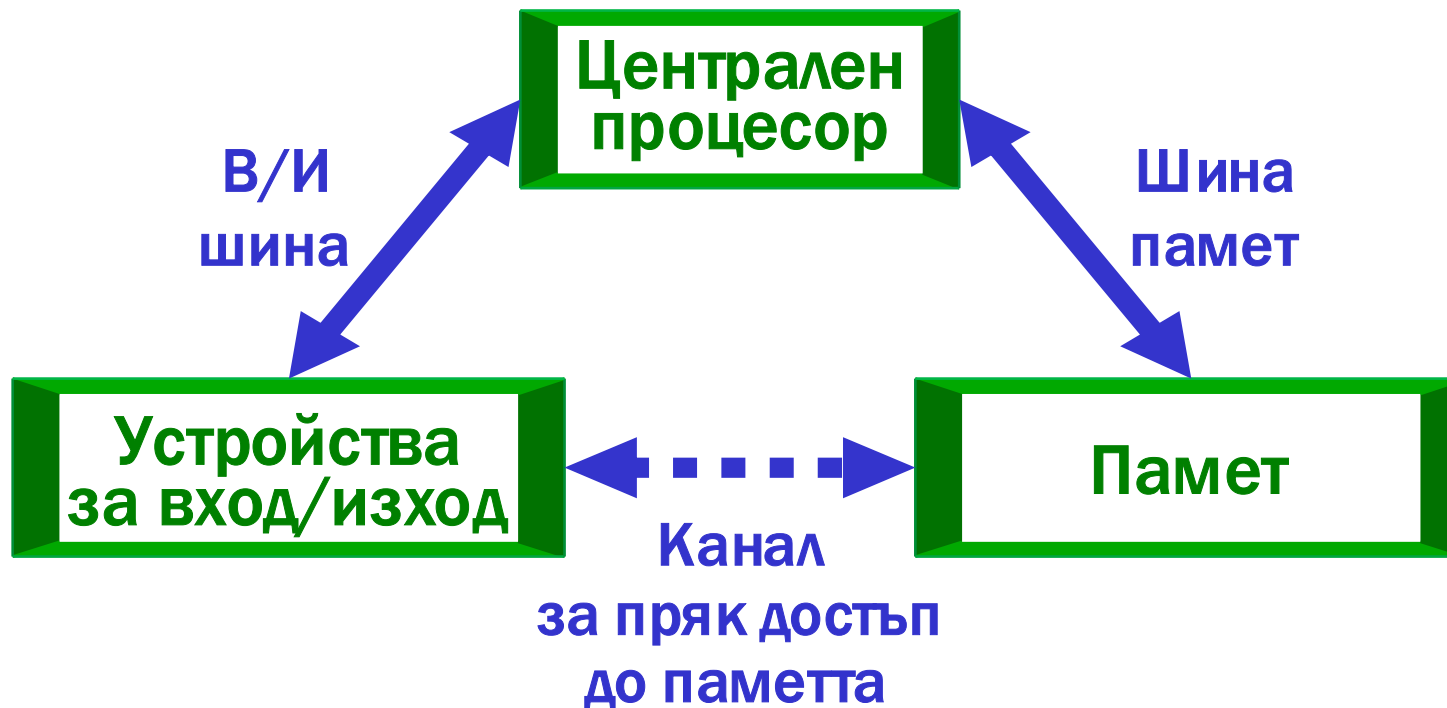 Централен
процесор
В/И
шина
Шина
памет
Устройства
за вход/изход
Памет
Канал
за пряк достъп
до паметта